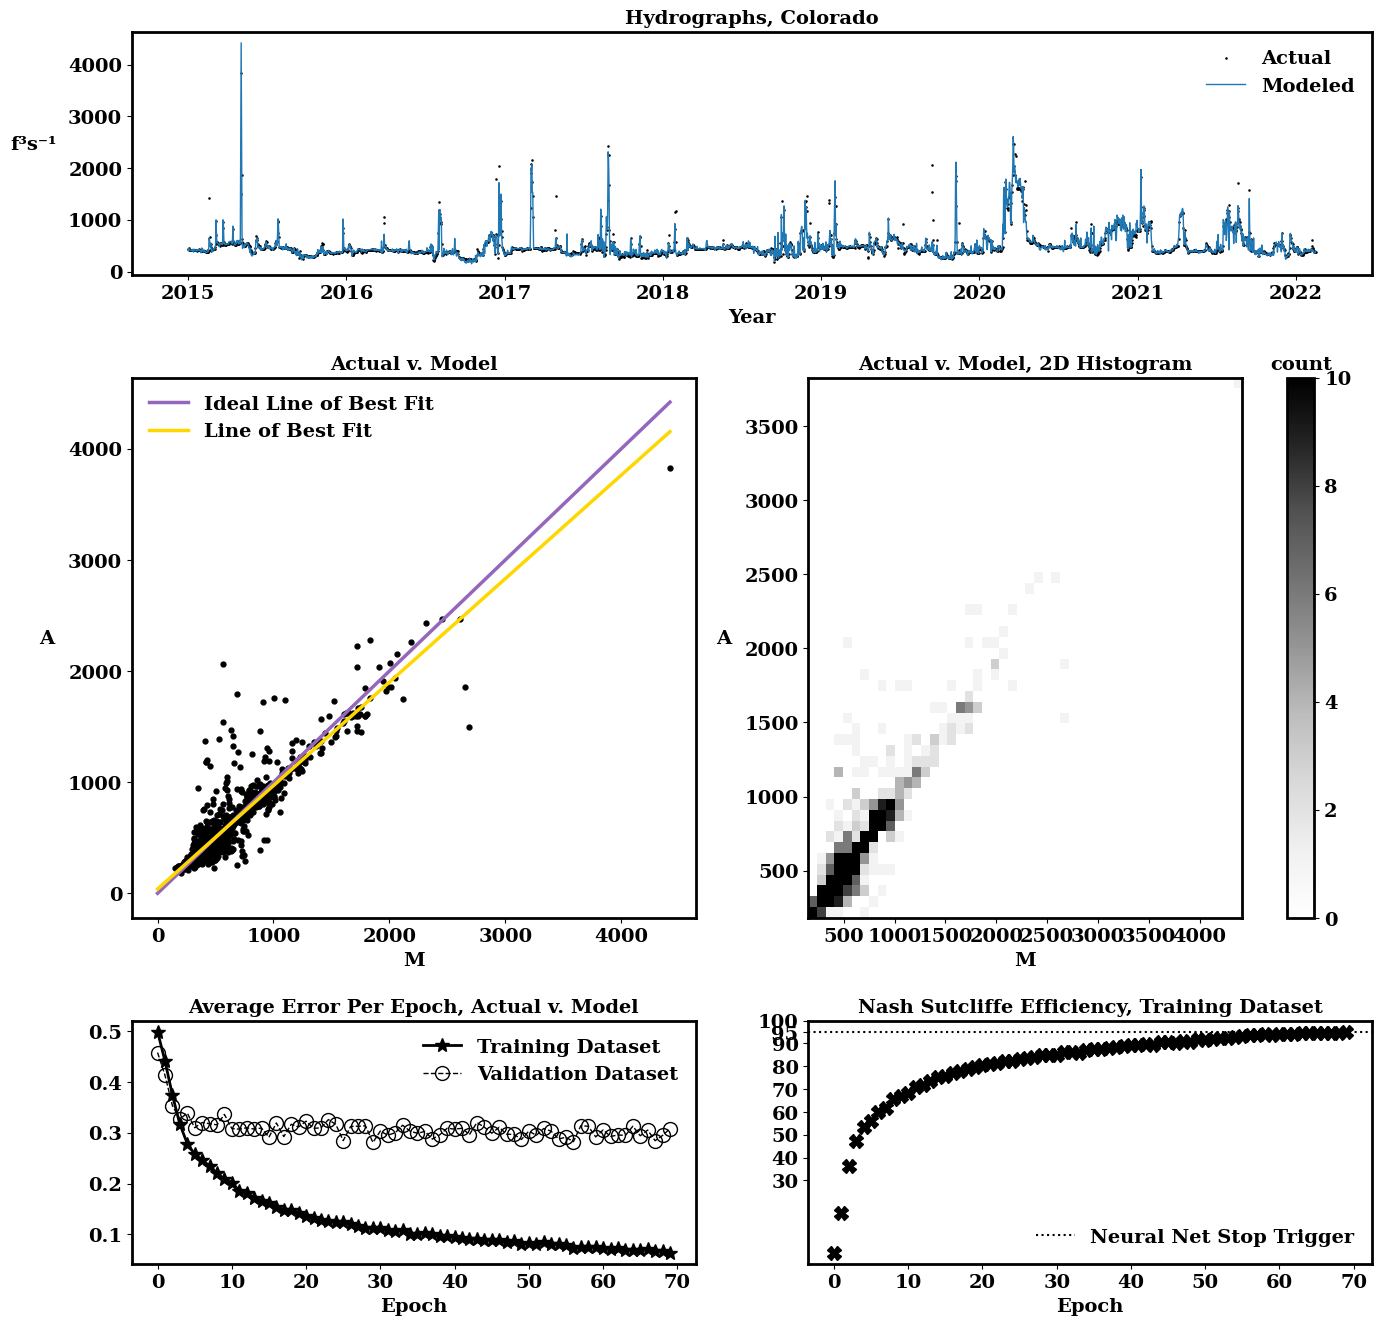 Hydrographs, Colorado
4000
3000
2000
1000
0
f³s⁻¹
Actual
Modeled
2015 2016 2017 2018 2019 2020 2021 2022
Year
Actual v. Model
Ideal Line of Best Fit
Line of Best Fit
4000
3000
2000
1000
0
A
0 1000 2000 3000 4000
M
Actual v. Model, 2D Histogram
3500
3000
2500
2000
1500
1000
500
A
500 1000 1500 2000 2500 3000 3500 4000
M
count
10
8
6
4
2
0
Average Error Per Epoch, Actual v. Model
0.5
0.4
0.3
0.2
0.1
Training Dataset
Validation Dataset
0 10 20 30 40 50 60 70
Epoch
Nash Sutcliffe Efficiency, Training Dataset
100
95
90
80
70
60
50
40
30
Neural Net Stop Trigger
0 10 20 30 40 50 60 70
Epoch